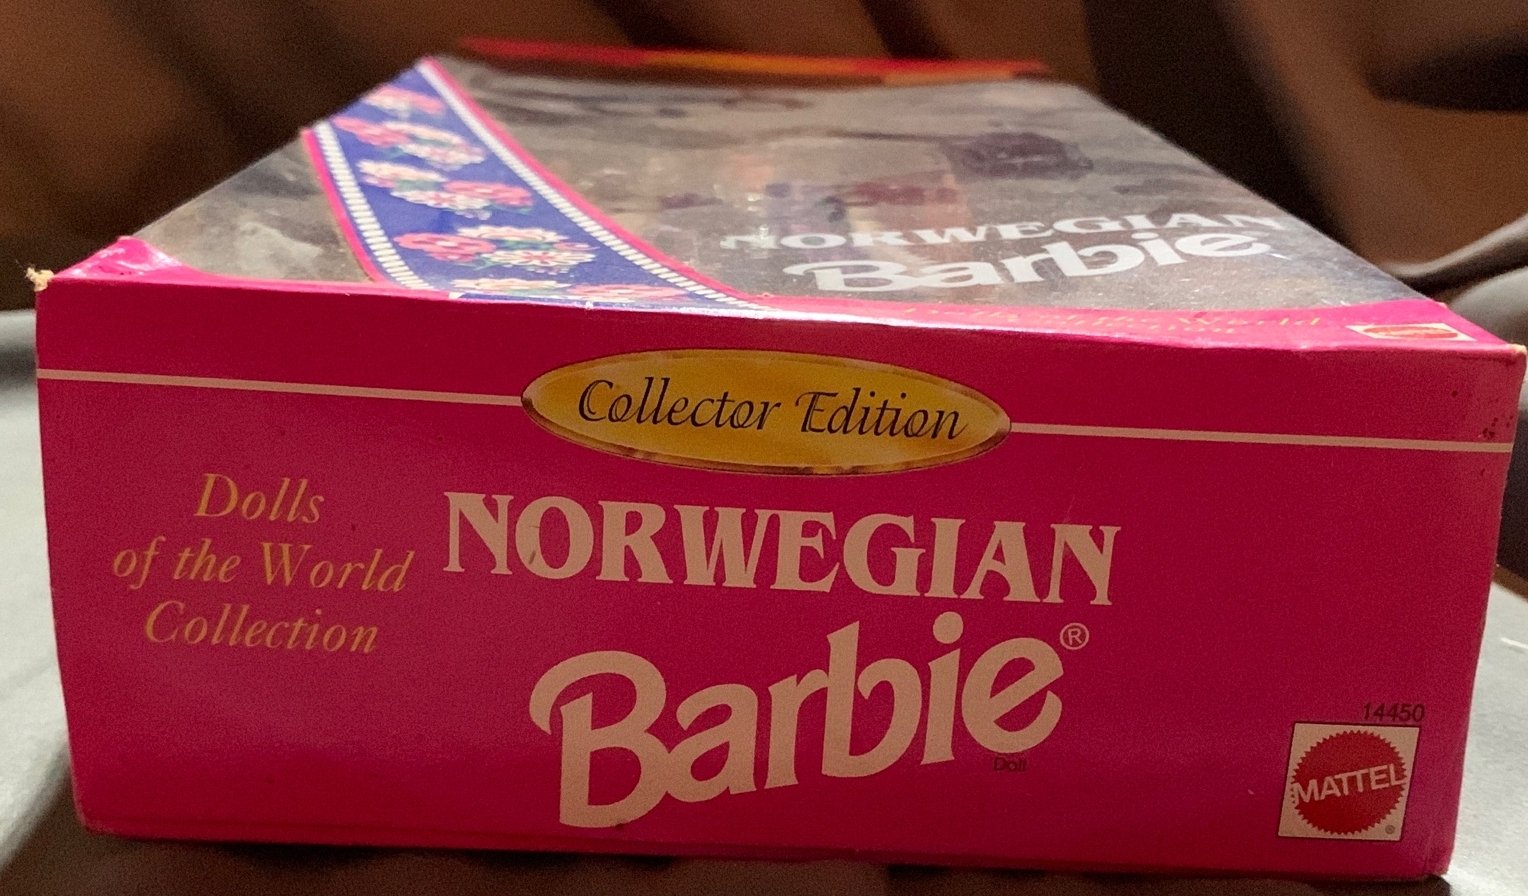 NORWEGIAN
Barbie
Collector Edition
Dolls
of the World
Collection
NORWEGIAN
Barbie®
Doll
14450
MATTEL
®